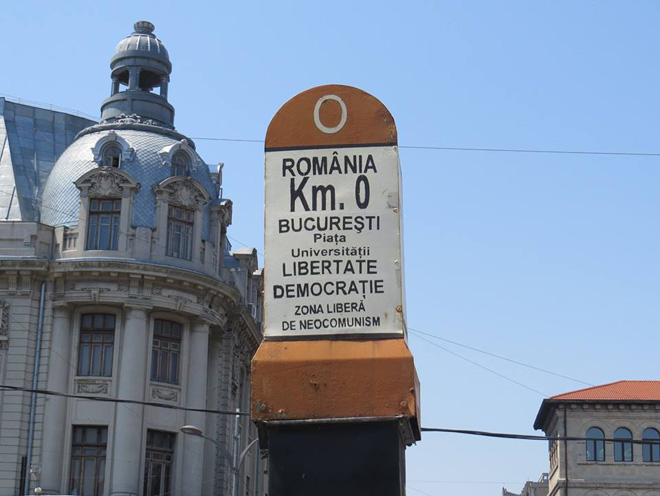 0
ROMÂNIA
Km. 0
BUCUREŞTI
Piaţa
Universităţii
LIBERTATE
DEMOCRAŢIE
ZONA LIBERĂ
DE NEOCOMUNISM